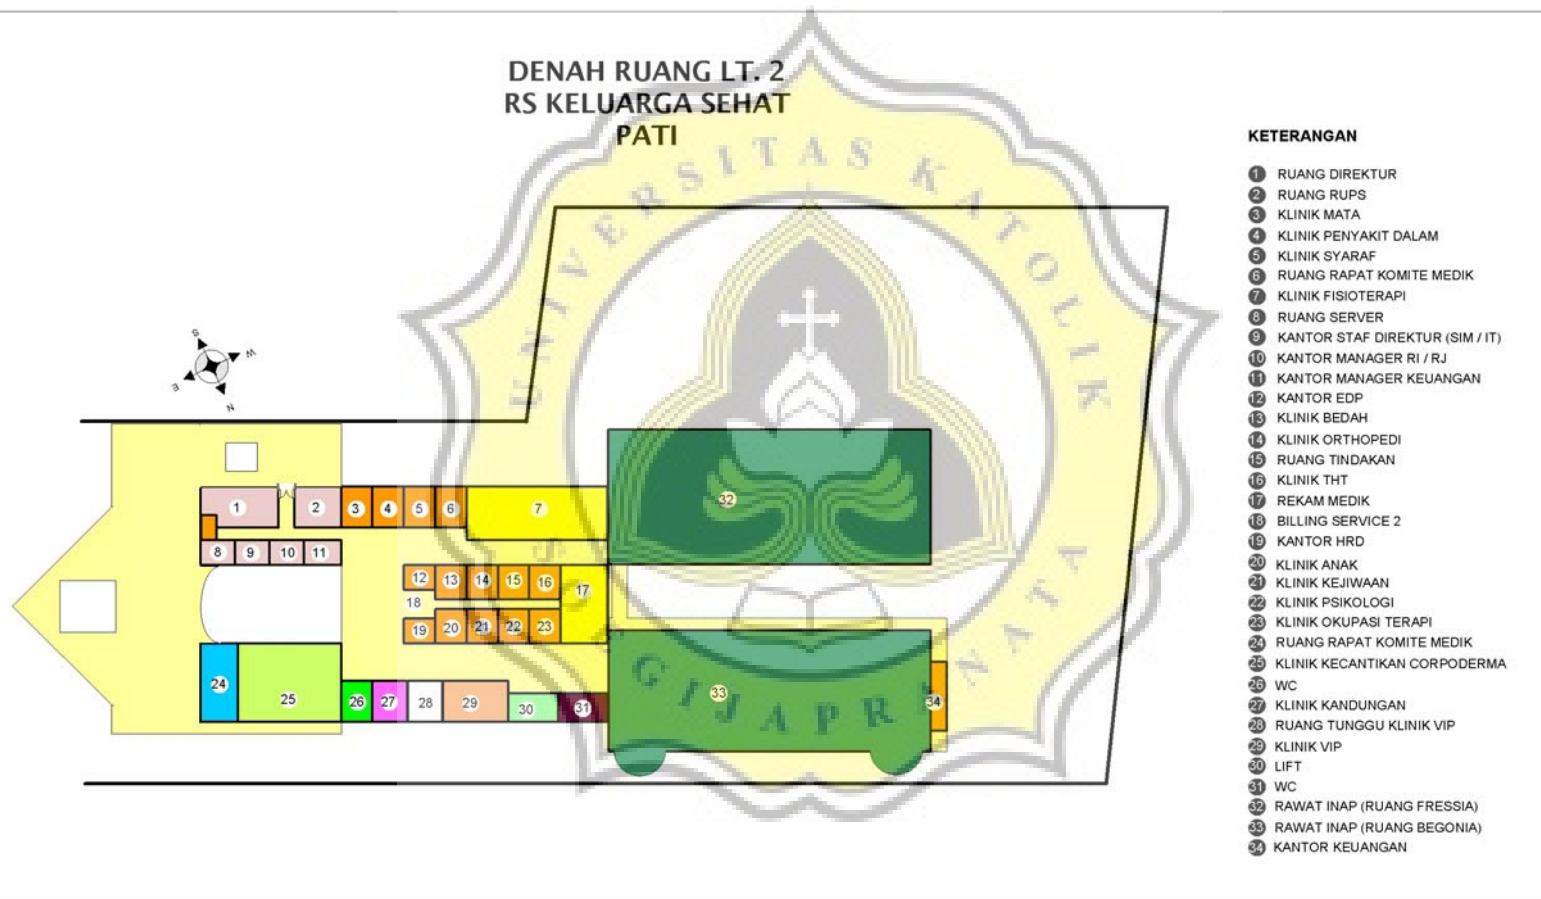 DENAH RUANG LT. 2
RS KELUARGA SEHAT
PATI
UNIVERSITAS KATOLIK
SOEGIJAPRANATA
S
W
E
N
1
2
3
4
5
6
7
8
9
10
11
12
13
14
15
16
17
18
19
20
21
22
23
24
25
26
27
28
29
30
31
32
33
34
KETERANGAN
1 RUANG DIREKTUR
2 RUANG RUPS
3 KLINIK MATA
4 KLINIK PENYAKIT DALAM
5 KLINIK SYARAF
6 RUANG RAPAT KOMITE MEDIK
7 KLINIK FISIOTERAPI
8 RUANG SERVER
9 KANTOR STAF DIREKTUR (SIM / IT)
10 KANTOR MANAGER RI / RJ
11 KANTOR MANAGER KEUANGAN
12 KANTOR EDP
13 KLINIK BEDAH
14 KLINIK ORTHOPEDI
15 RUANG TINDAKAN
16 KLINIK THT
17 REKAM MEDIK
18 BILLING SERVICE 2
19 KANTOR HRD
20 KLINIK ANAK
21 KLINIK KEJIWAAN
22 KLINIK PSIKOLOGI
23 KLINIK OKUPASI TERAPI
24 RUANG RAPAT KOMITE MEDIK
25 KLINIK KECANTIKAN CORPODERMA
26 WC
27 KLINIK KANDUNGAN
28 RUANG TUNGGU KLINIK VIP
29 KLINIK VIP
30 LIFT
31 WC
32 RAWAT INAP (RUANG FRESSIA)
33 RAWAT INAP (RUANG BEGONIA)
34 KANTOR KEUANGAN